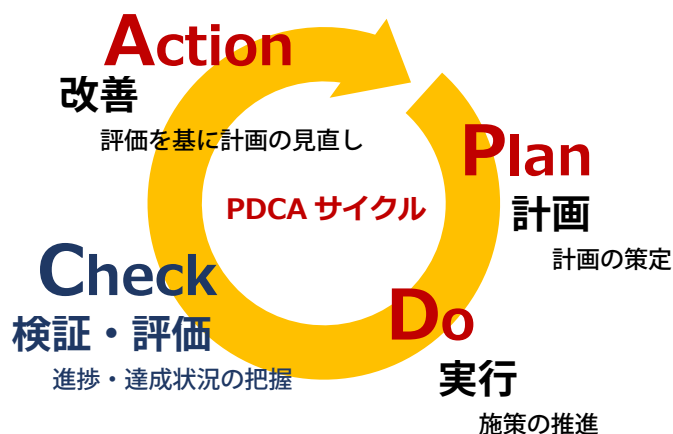 Action
改善
評価を基に計画の見直し
Plan
計画
計画の策定
PDCA サイクル
Check
検証・評価
進捗・達成状況の把握
Do
実行
施策の推進